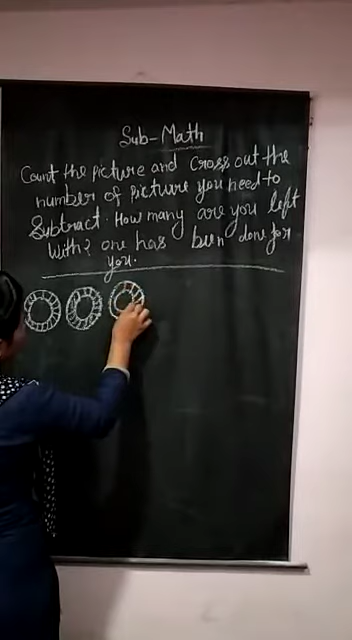 Sub-Math
Count the picture and Cross out the
number of picture you need to
Subtract. How many are you left
with? one has been done for
you.